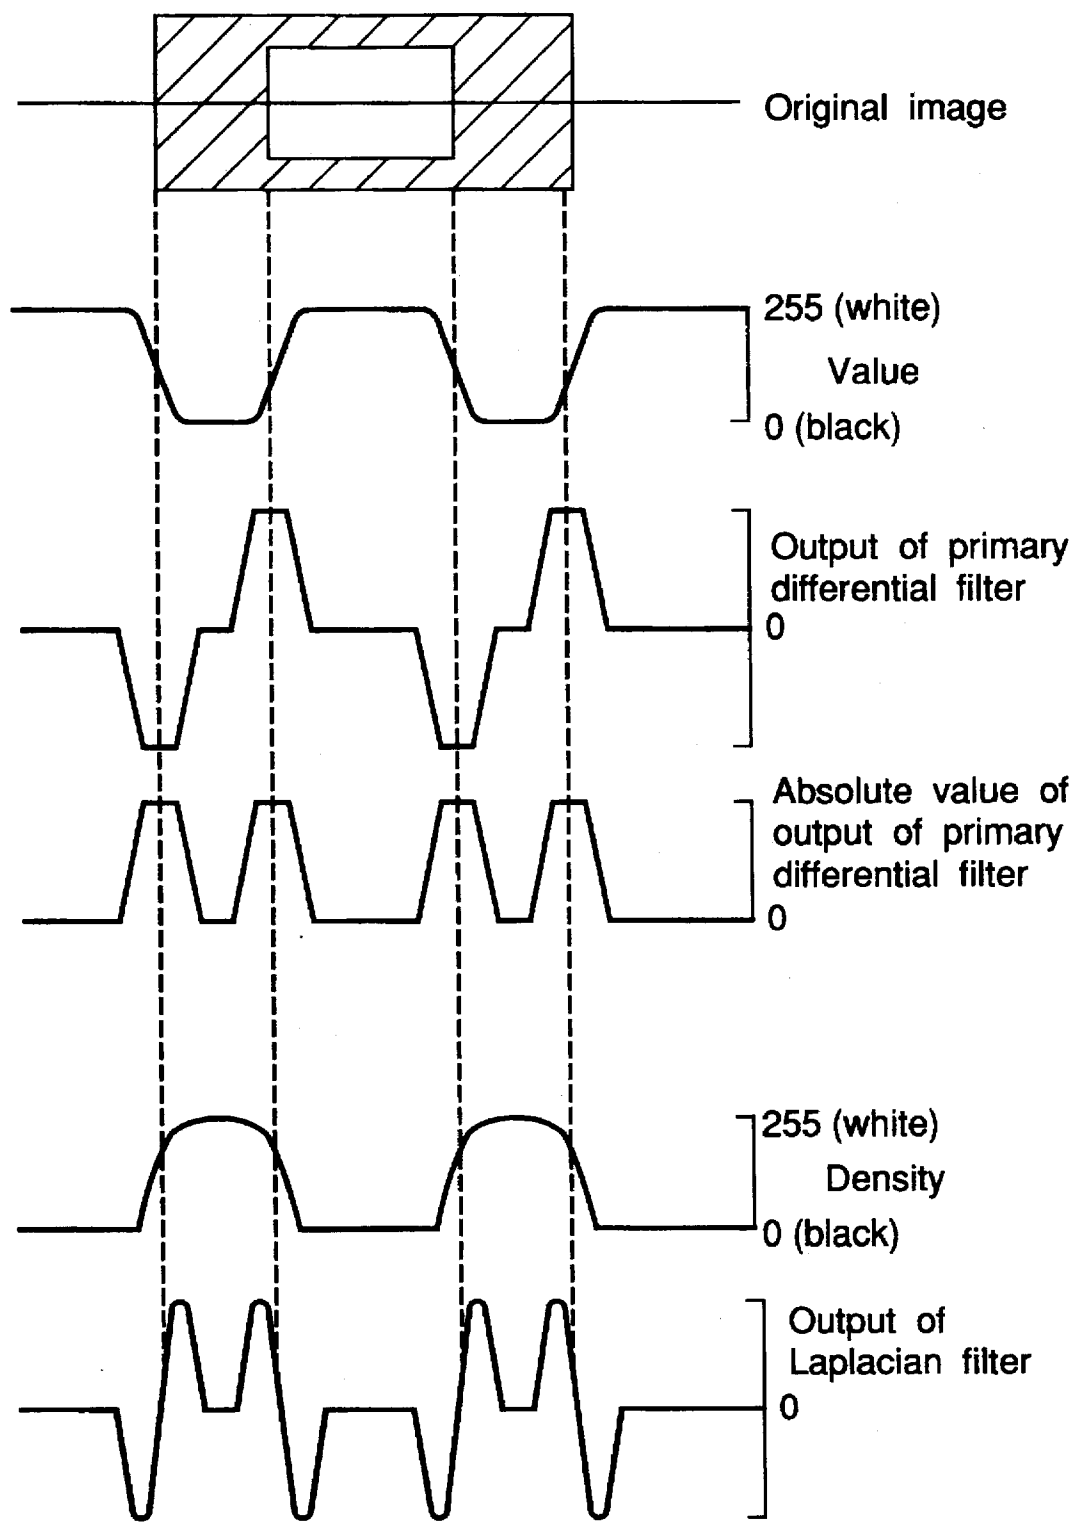 Original image
255 (white)
Value
0 (black)
Output of primary
differential filter
0
Absolute value of
output of primary
differential filter
0
255 (white)
Density
0 (black)
Output of
Laplacian filter
0